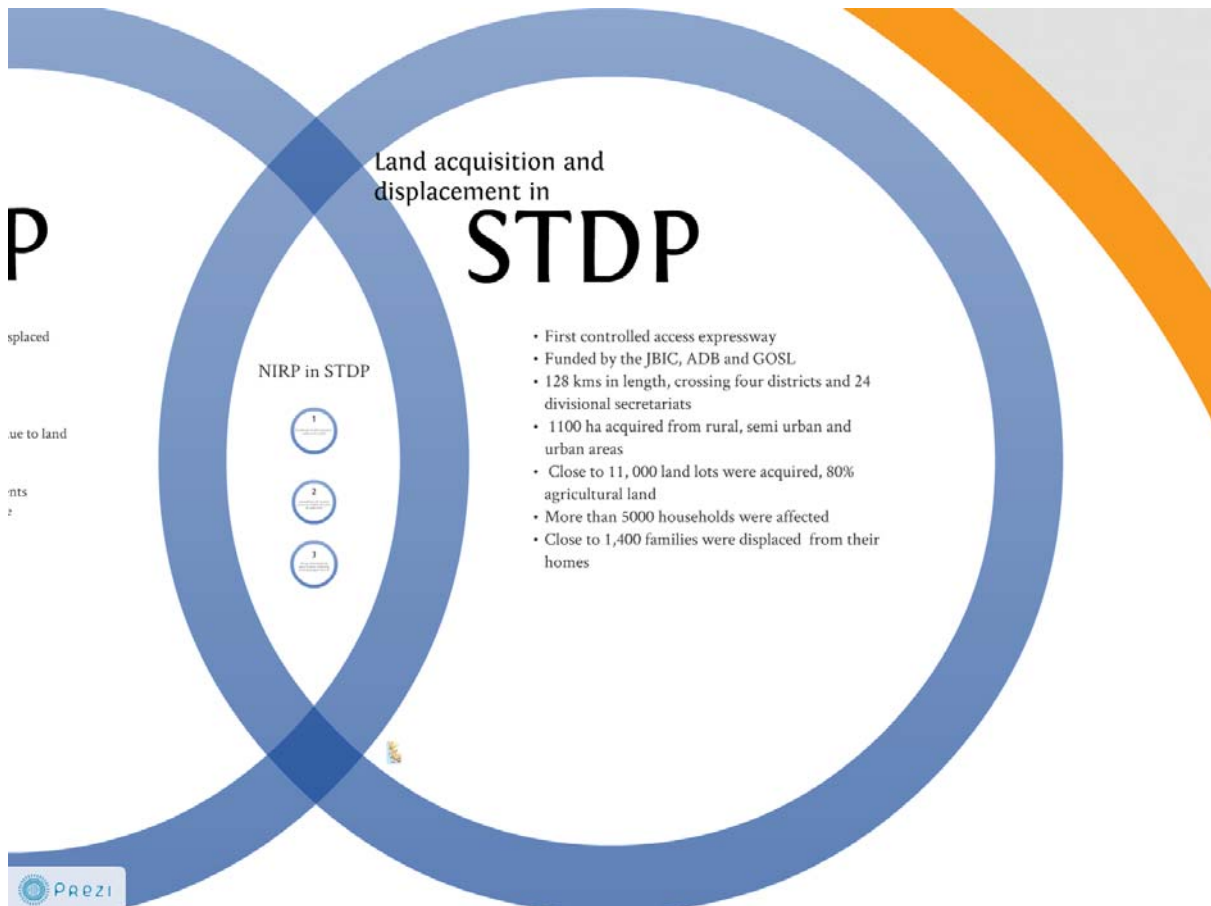 Land acquisition and
displacement in
STDP
P
splaced
ue to land
nts
e
NIRP in STDP
1
2
3
• First controlled access expressway
• Funded by the JBIC, ADB and GOSL
• 128 kms in length, crossing four districts and 24
divisional secretariats
• 1100 ha acquired from rural, semi urban and
urban areas
• Close to 11, 000 land lots were acquired, 80%
agricultural land
• More than 5000 households were affected
• Close to 1,400 families were displaced from their
homes
PREZI